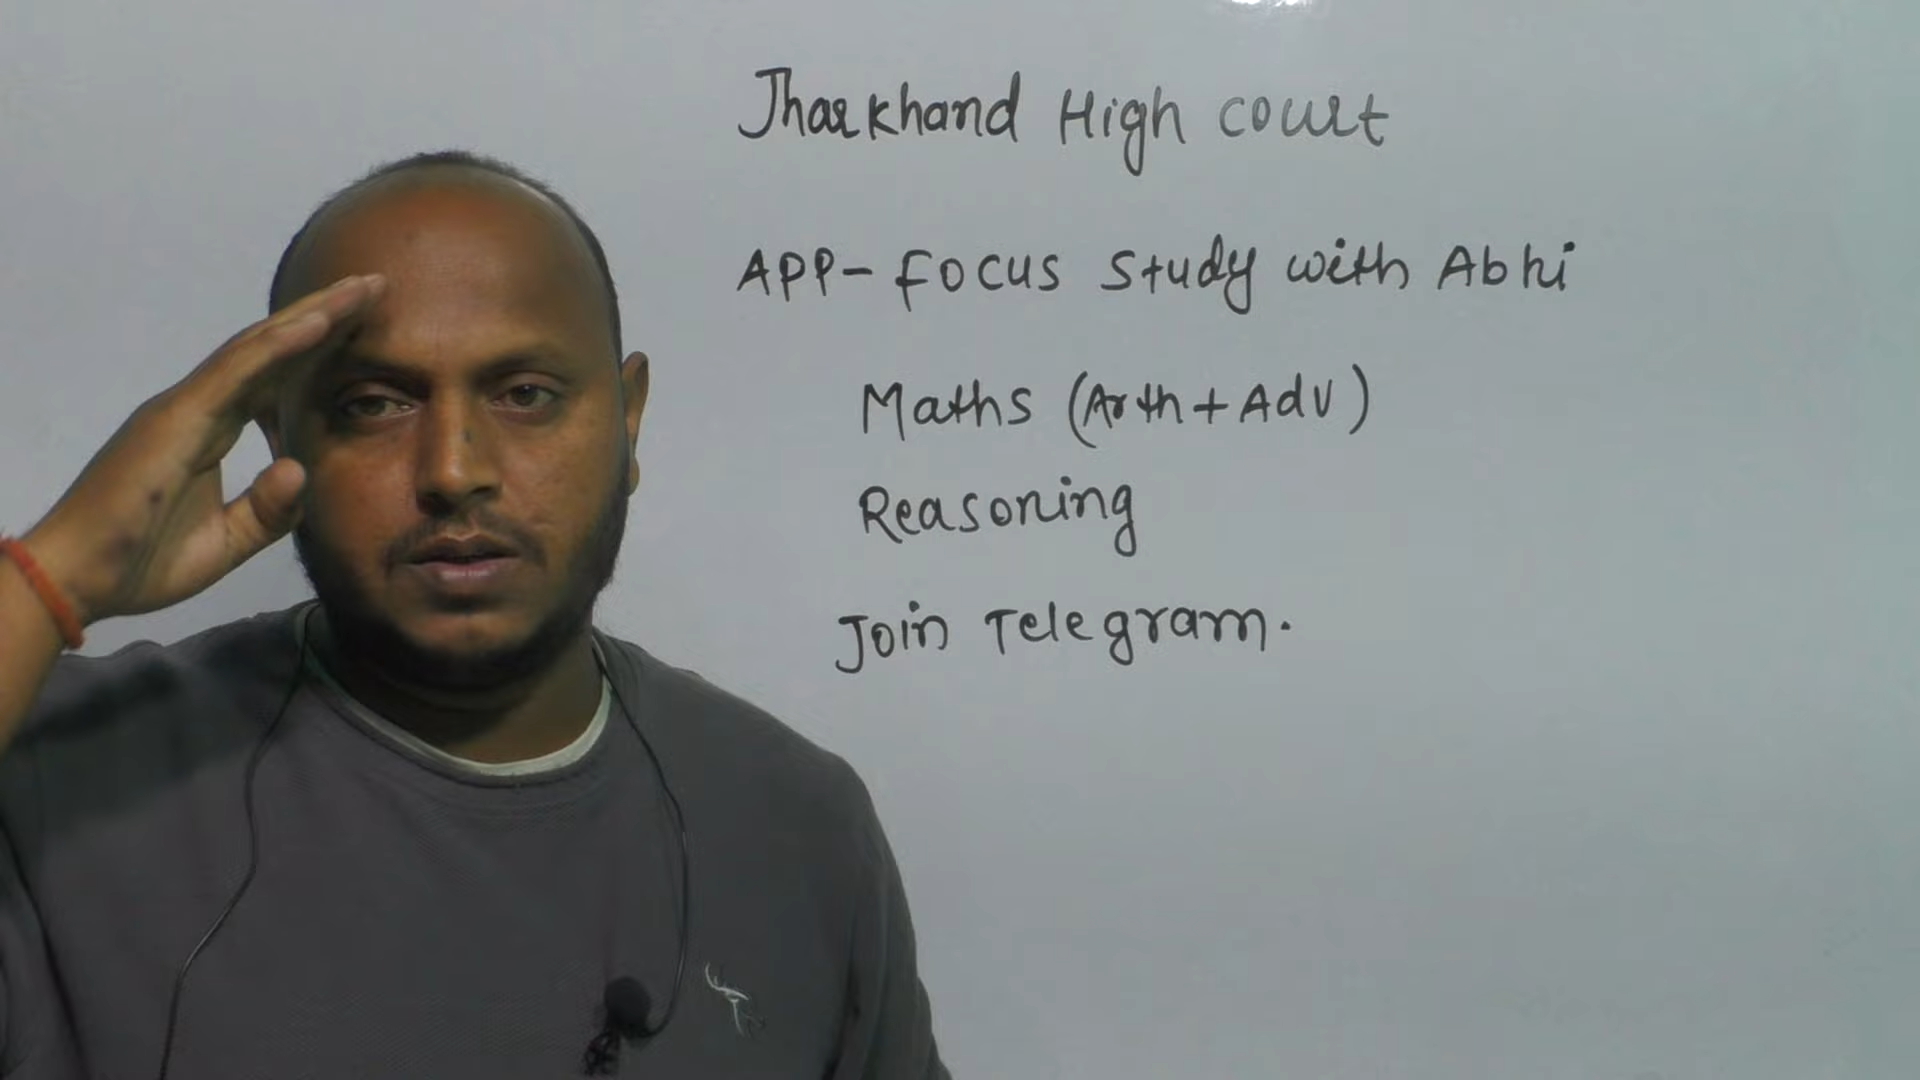 Jharkhand High court
APP- Focus Study with Abhi
Maths (Arth+Adv)
Reasoning
Join Telegram.